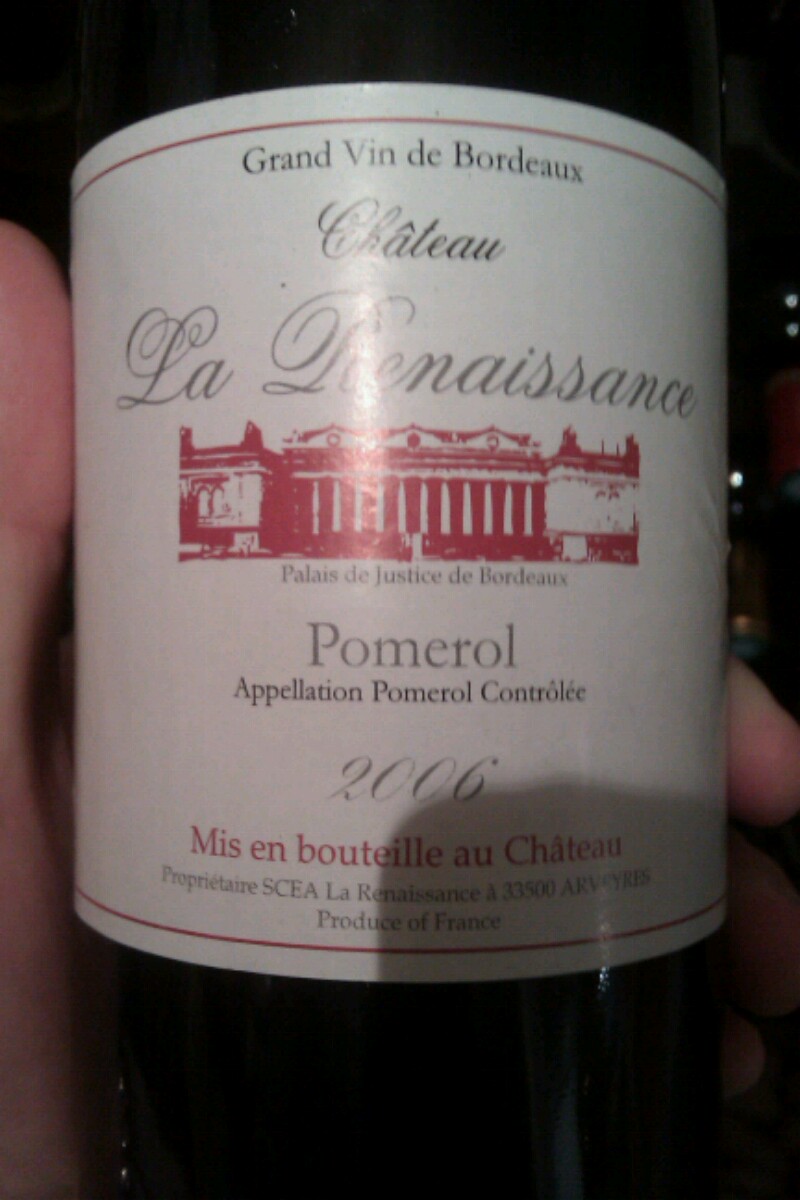 Grand Vin de Bordeaux
Château
La Renaissance
Palais de Justice de Bordeaux
Pomerol
Appellation Pomerol Contrôlée
2006
Mis en bouteille au Château
Propriétaire SCEA La Renaissance à 33500 ARVEYRES
Produce of France